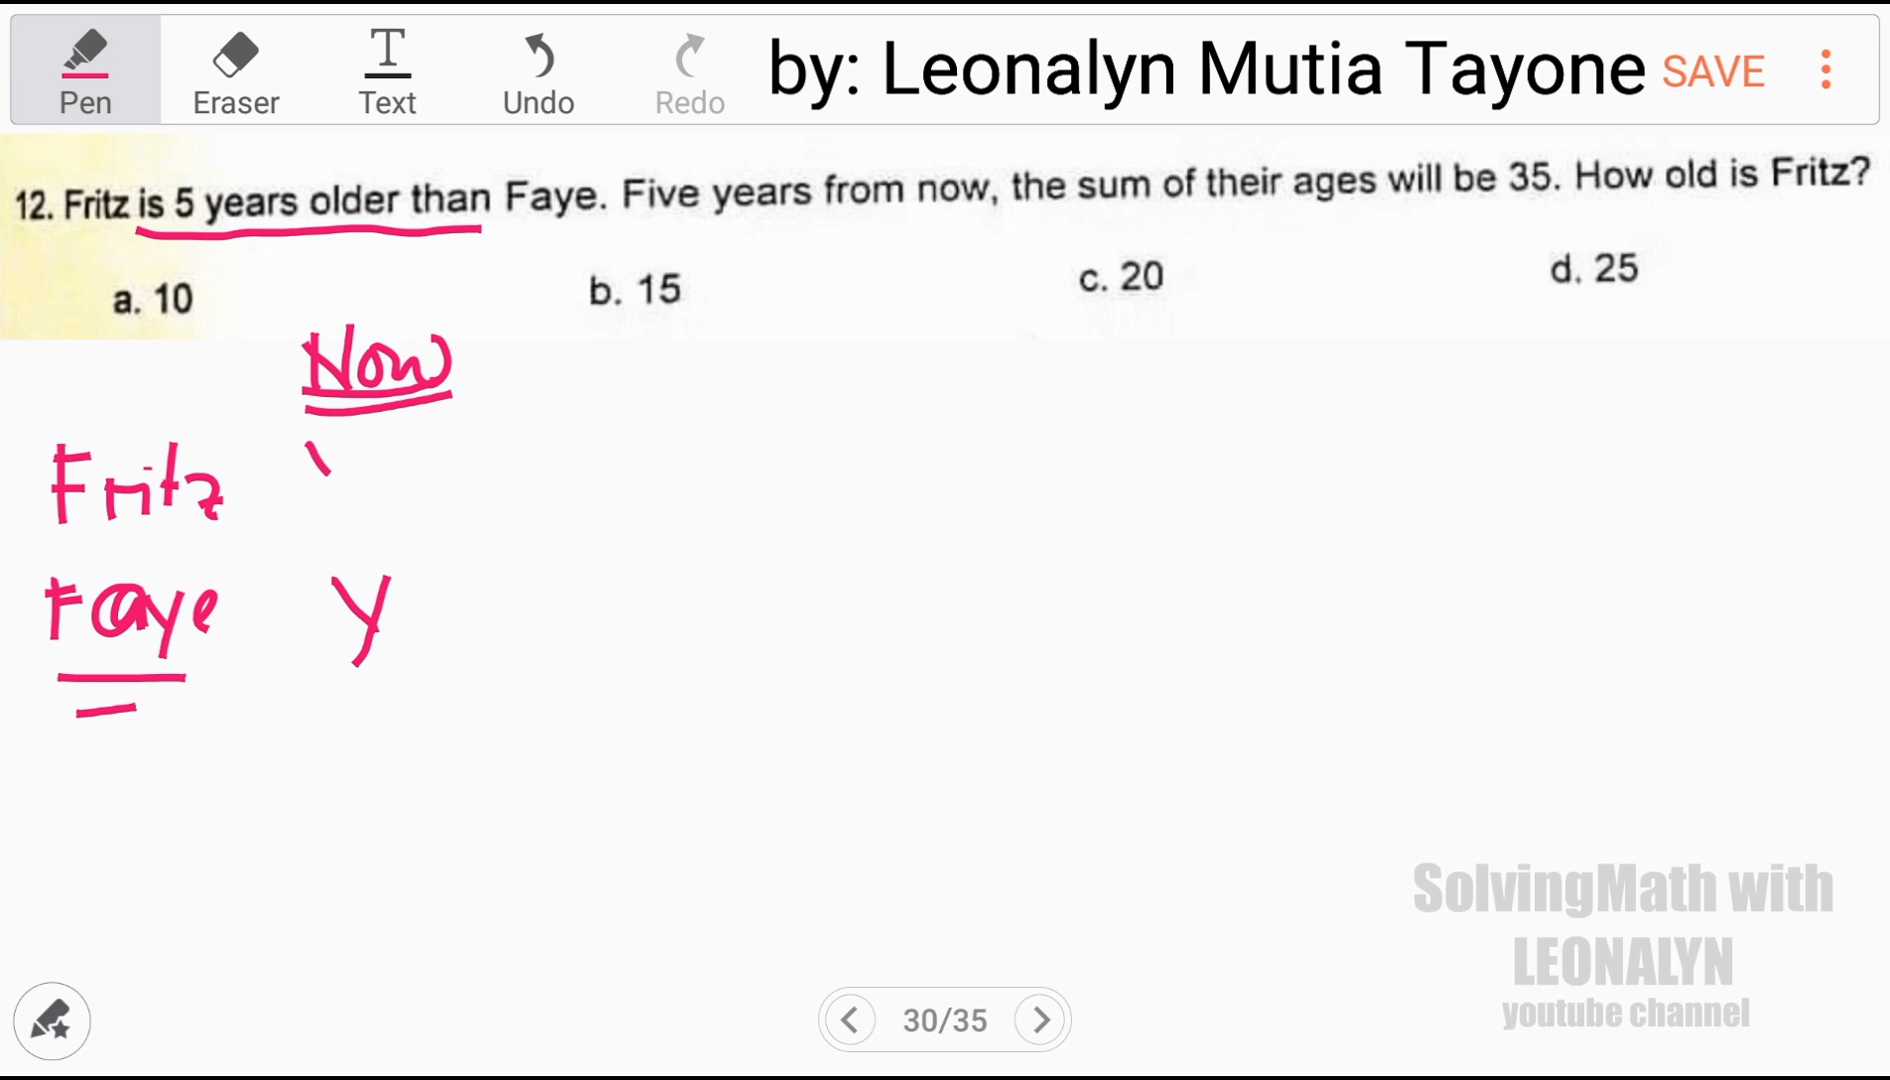 by: Leonalyn Mutia Tayone
Pen Eraser Text Undo Redo SAVE
12. Fritz is 5 years older than Faye. Five years from now, the sum of their ages will be 35. How old is Fritz?
a. 10 b. 15 c. 20 d. 25
Now
Fritz
Faye y
SolvingMath with
LEONALYN
youtube channel
30/35